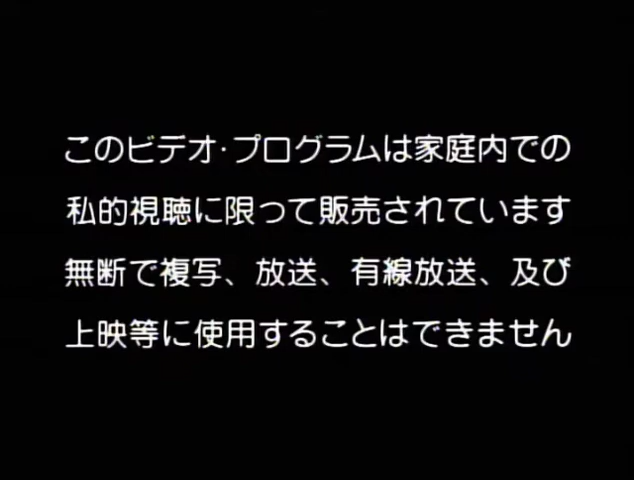 このビデオ・プログラムは家庭内での
私的視聴に限って販売されています
無断で複写、放送、有線放送、及び
上映等に使用することはできません